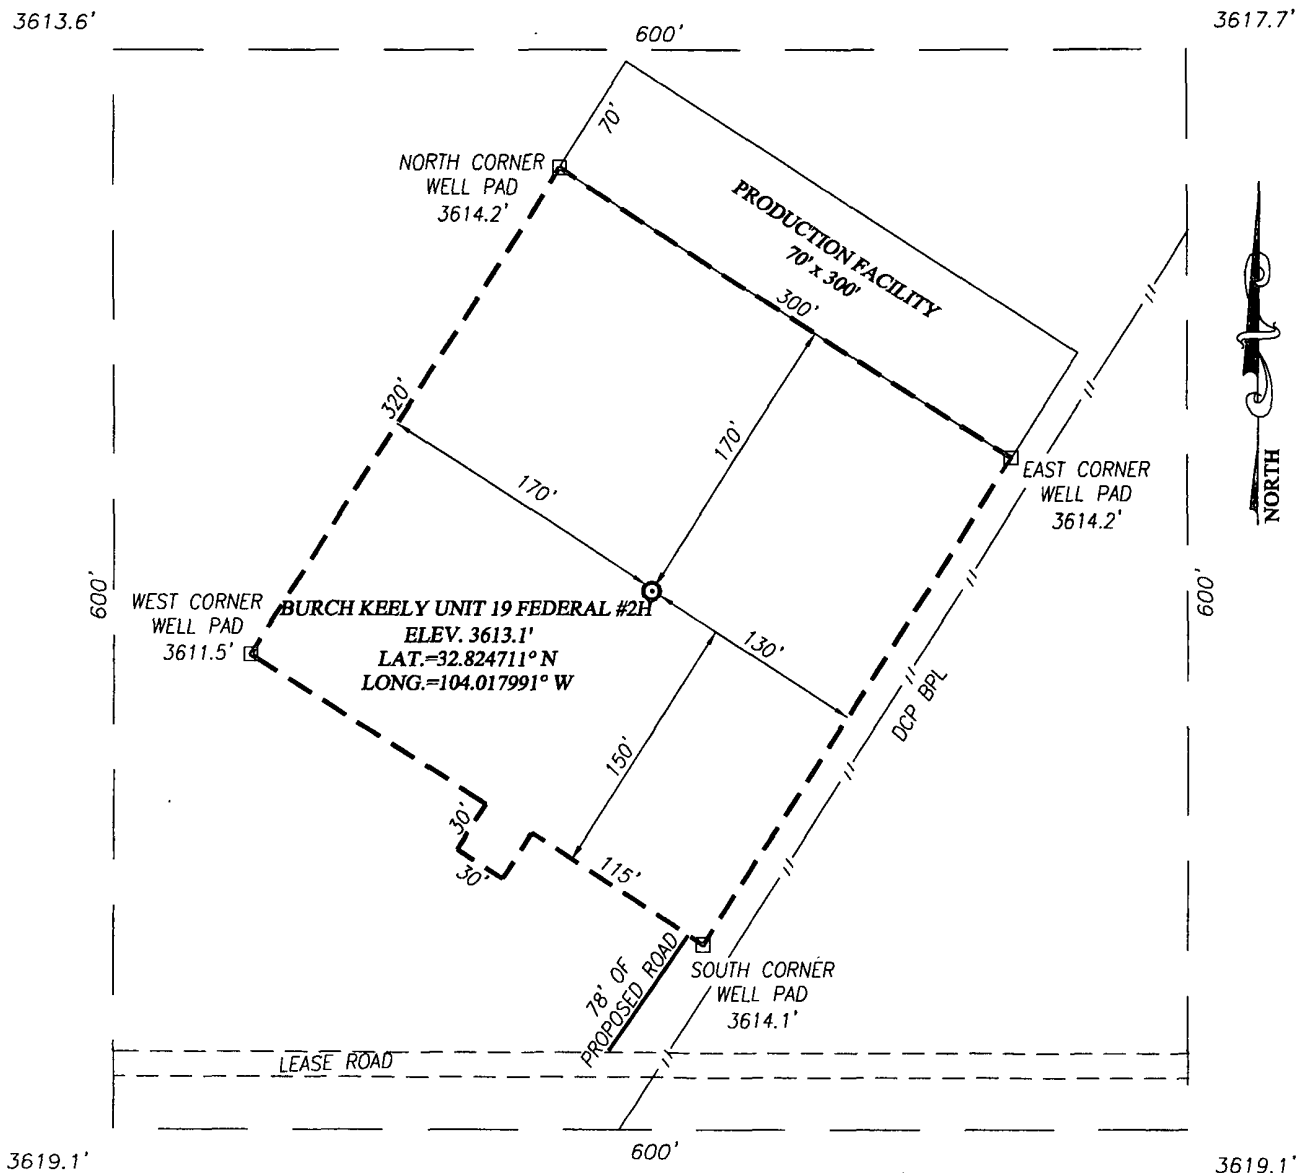 3613.6'
600'
3617.7'
70'
NORTH CORNER
WELL PAD
3614.2'
PRODUCTION FACILITY
70' x 300'
300'
320'
170'
170'
EAST CORNER
WELL PAD
3614.2'
NORTH
600'
WEST CORNER
WELL PAD
3611.5'
BURCH KEELY UNIT 19 FEDERAL #2H
ELEV. 3613.1'
LAT.=32.824711° N
LONG.=104.017991° W
600'
130'
DCP BPL
150'
30'
30'
115'
SOUTH CORNER
WELL PAD
3614.1'
78' OF
PROPOSED ROAD
LEASE ROAD
3619.1'
600'
3619.1'